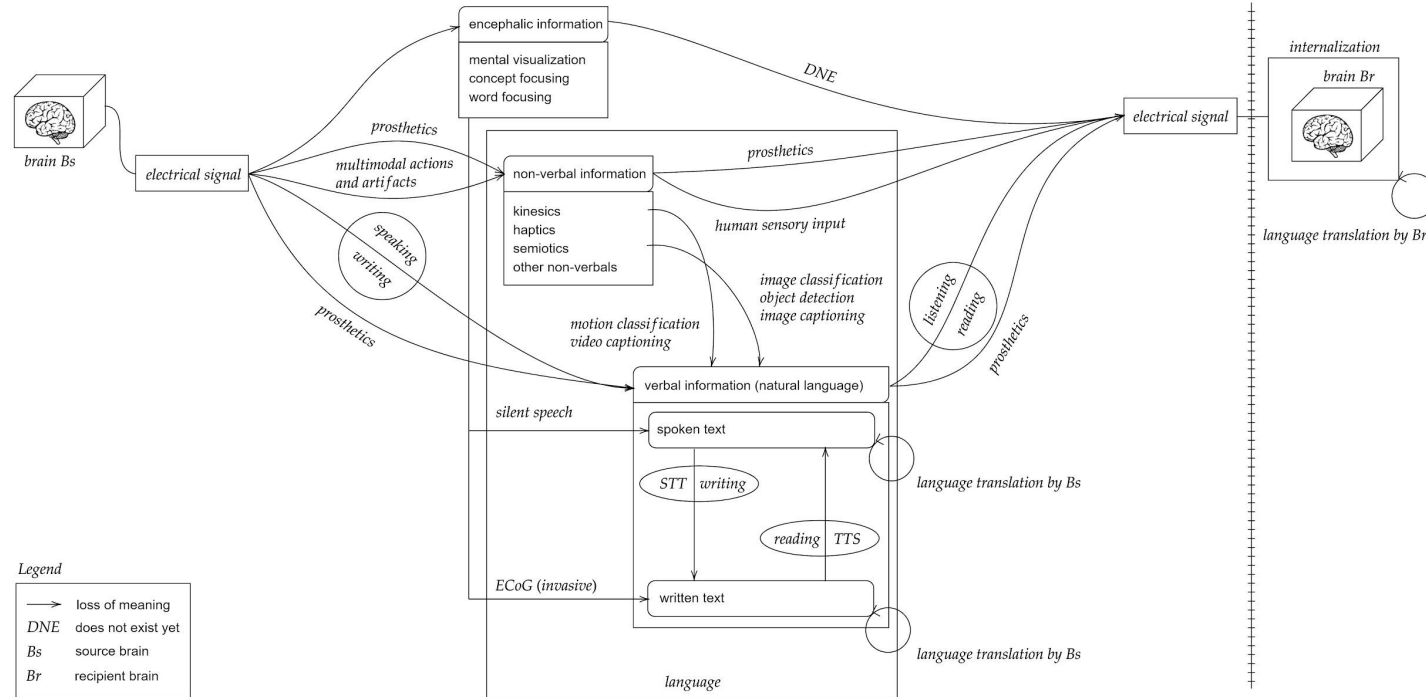 encephalic information
mental visualization
concept focusing
word focusing
DNE
internalization
brain Br
electrical signal
language translation by Br
brain Bs
electrical signal
prosthetics
multimodal actions
and artifacts
speaking
writing
prosthetics
non-verbal information
kinesics
haptics
semiotics
other non-verbals
prosthetics
human sensory input
image classification
object detection
image captioning
motion classification
video captioning
listening
reading
prosthetics
verbal information (natural language)
silent speech
spoken text
language translation by Bs
STT writing
reading TTS
ECoG (invasive)
written text
language translation by Bs
language
Legend
loss of meaning
DNE does not exist yet
Bs source brain
Br recipient brain